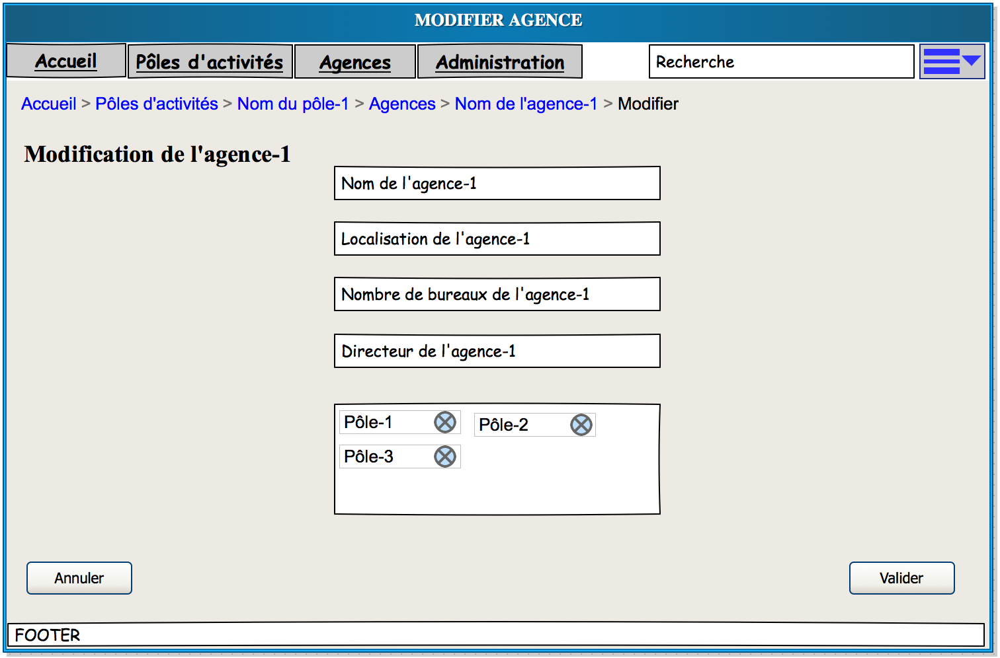 MODIFIER AGENCE
Accueil Pôles d'activités Agences Administration Recherche
Accueil > Pôles d'activités > Nom du pôle-1 > Agences > Nom de l'agence-1 > Modifier
Modification de l'agence-1
Nom de l'agence-1
Localisation de l'agence-1
Nombre de bureaux de l'agence-1
Directeur de l'agence-1
Pôle-1 Pôle-2
Pôle-3
Annuler Valider
FOOTER